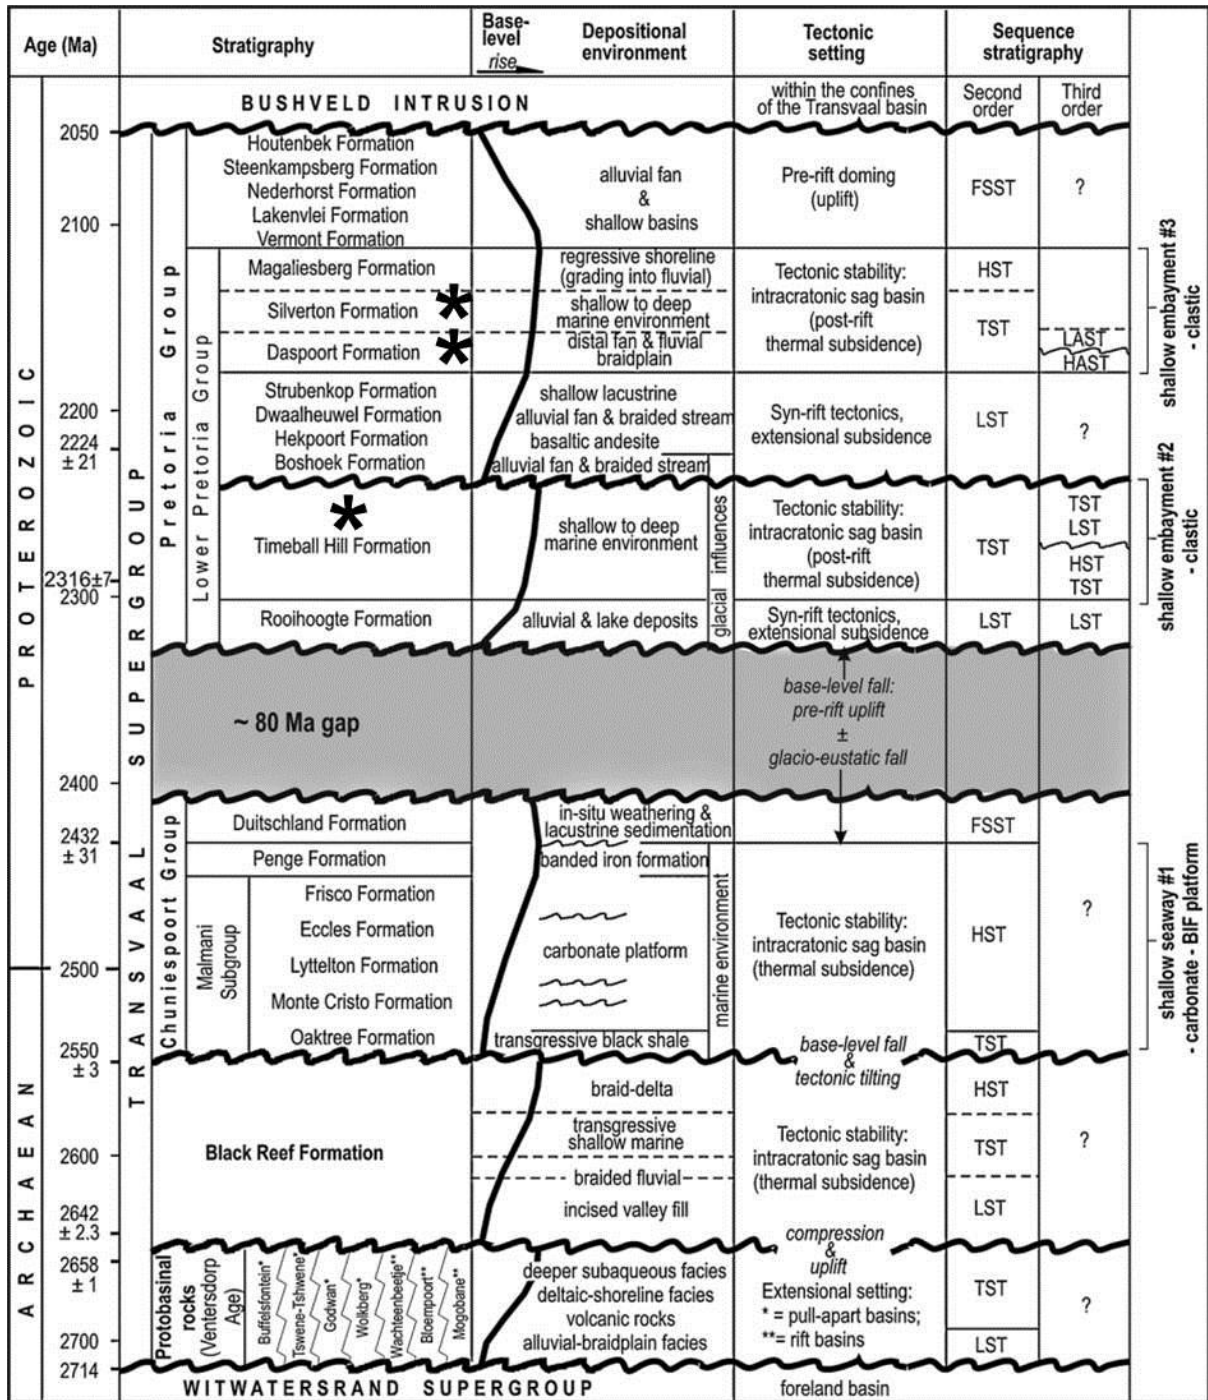 Age (Ma)
Stratigraphy
Base-
level
rise
Depositional
environment
Tectonic
setting
Sequence
stratigraphy
BUSHVELD INTRUSION
within the confines
of the Transvaal basin
Second
order
Third
order
2050
2100
2200
2224
± 21
2316±7
2300
2400
2432
± 31
2500
2550
± 3
2600
2642
± 2.3
2658
± 1
2700
2714
PROTEROZOIC
ARCHAEAN
TRANSVAAL SUPERGROUP
Pretoria Group
Lower Pretoria Group
Houtenbek Formation
Steenkampsberg Formation
Nederhorst Formation
Lakenvlei Formation
Vermont Formation
alluvial fan
&
shallow basins
Pre-rift doming
(uplift)
FSST
?
Magaliesberg Formation
regressive shoreline
(grading into fluvial)
HST
Silverton Formation *
shallow to deep
marine environment
Daspoort Formation *
distal fan & fluvial
braidplain
Tectonic stability:
intracratonic sag basin
(post-rift
thermal subsidence)
TST
LAST
HAST
Strubenkop Formation
Dwaalheuwel Formation
Hekpoort Formation
Boshoek Formation
shallow lacustrine
alluvial fan & braided stream
basaltic andesite
alluvial fan & braided stream
Syn-rift tectonics,
extensional subsidence
LST
?
*
Timeball Hill Formation
shallow to deep
marine environment
glacial influences
Tectonic stability:
intracratonic sag basin
(post-rift
thermal subsidence)
TST
TST
LST
HST
TST
Rooihoogte Formation
alluvial & lake deposits
Syn-rift tectonics,
extensional subsidence
LST
LST
~ 80 Ma gap
base-level fall:
pre-rift uplift
±
glacio-eustatic fall
Chuniespoort Group
Duitschland Formation
in-situ weathering &
lacustrine sedimentation
FSST
Penge Formation
banded iron formation
Malmani
Subgroup
Frisco Formation
Eccles Formation
Lyttelton Formation
Monte Cristo Formation
Oaktree Formation
carbonate platform
transgressive black shale
marine environment
Tectonic stability:
intracratonic sag basin
(thermal subsidence)
HST
TST
?
base-level fall
&
tectonic tilting
Black Reef Formation
braid-delta
transgressive
shallow marine
braided fluvial
incised valley fill
Tectonic stability:
intracratonic sag basin
(thermal subsidence)
HST
TST
LST
?
compression
&
uplift
Protobasinal
rocks
(Ventersdorp
Age)
Buffelsfontein*
Tswene-Tshwene*
Godwan*
Wolkberg*
Wachteenbeetje**
Bloempoort**
Mogobane**
deeper subaqueous facies
deltaic-shoreline facies
volcanic rocks
alluvial-braidplain facies
Extensional setting:
* = pull-apart basins;
**= rift basins
TST
LST
?
WITWATERSRAND SUPERGROUP
foreland basin
shallow embayment #3
- clastic
shallow embayment #2
- clastic
shallow seaway #1
- carbonate - BIF platform